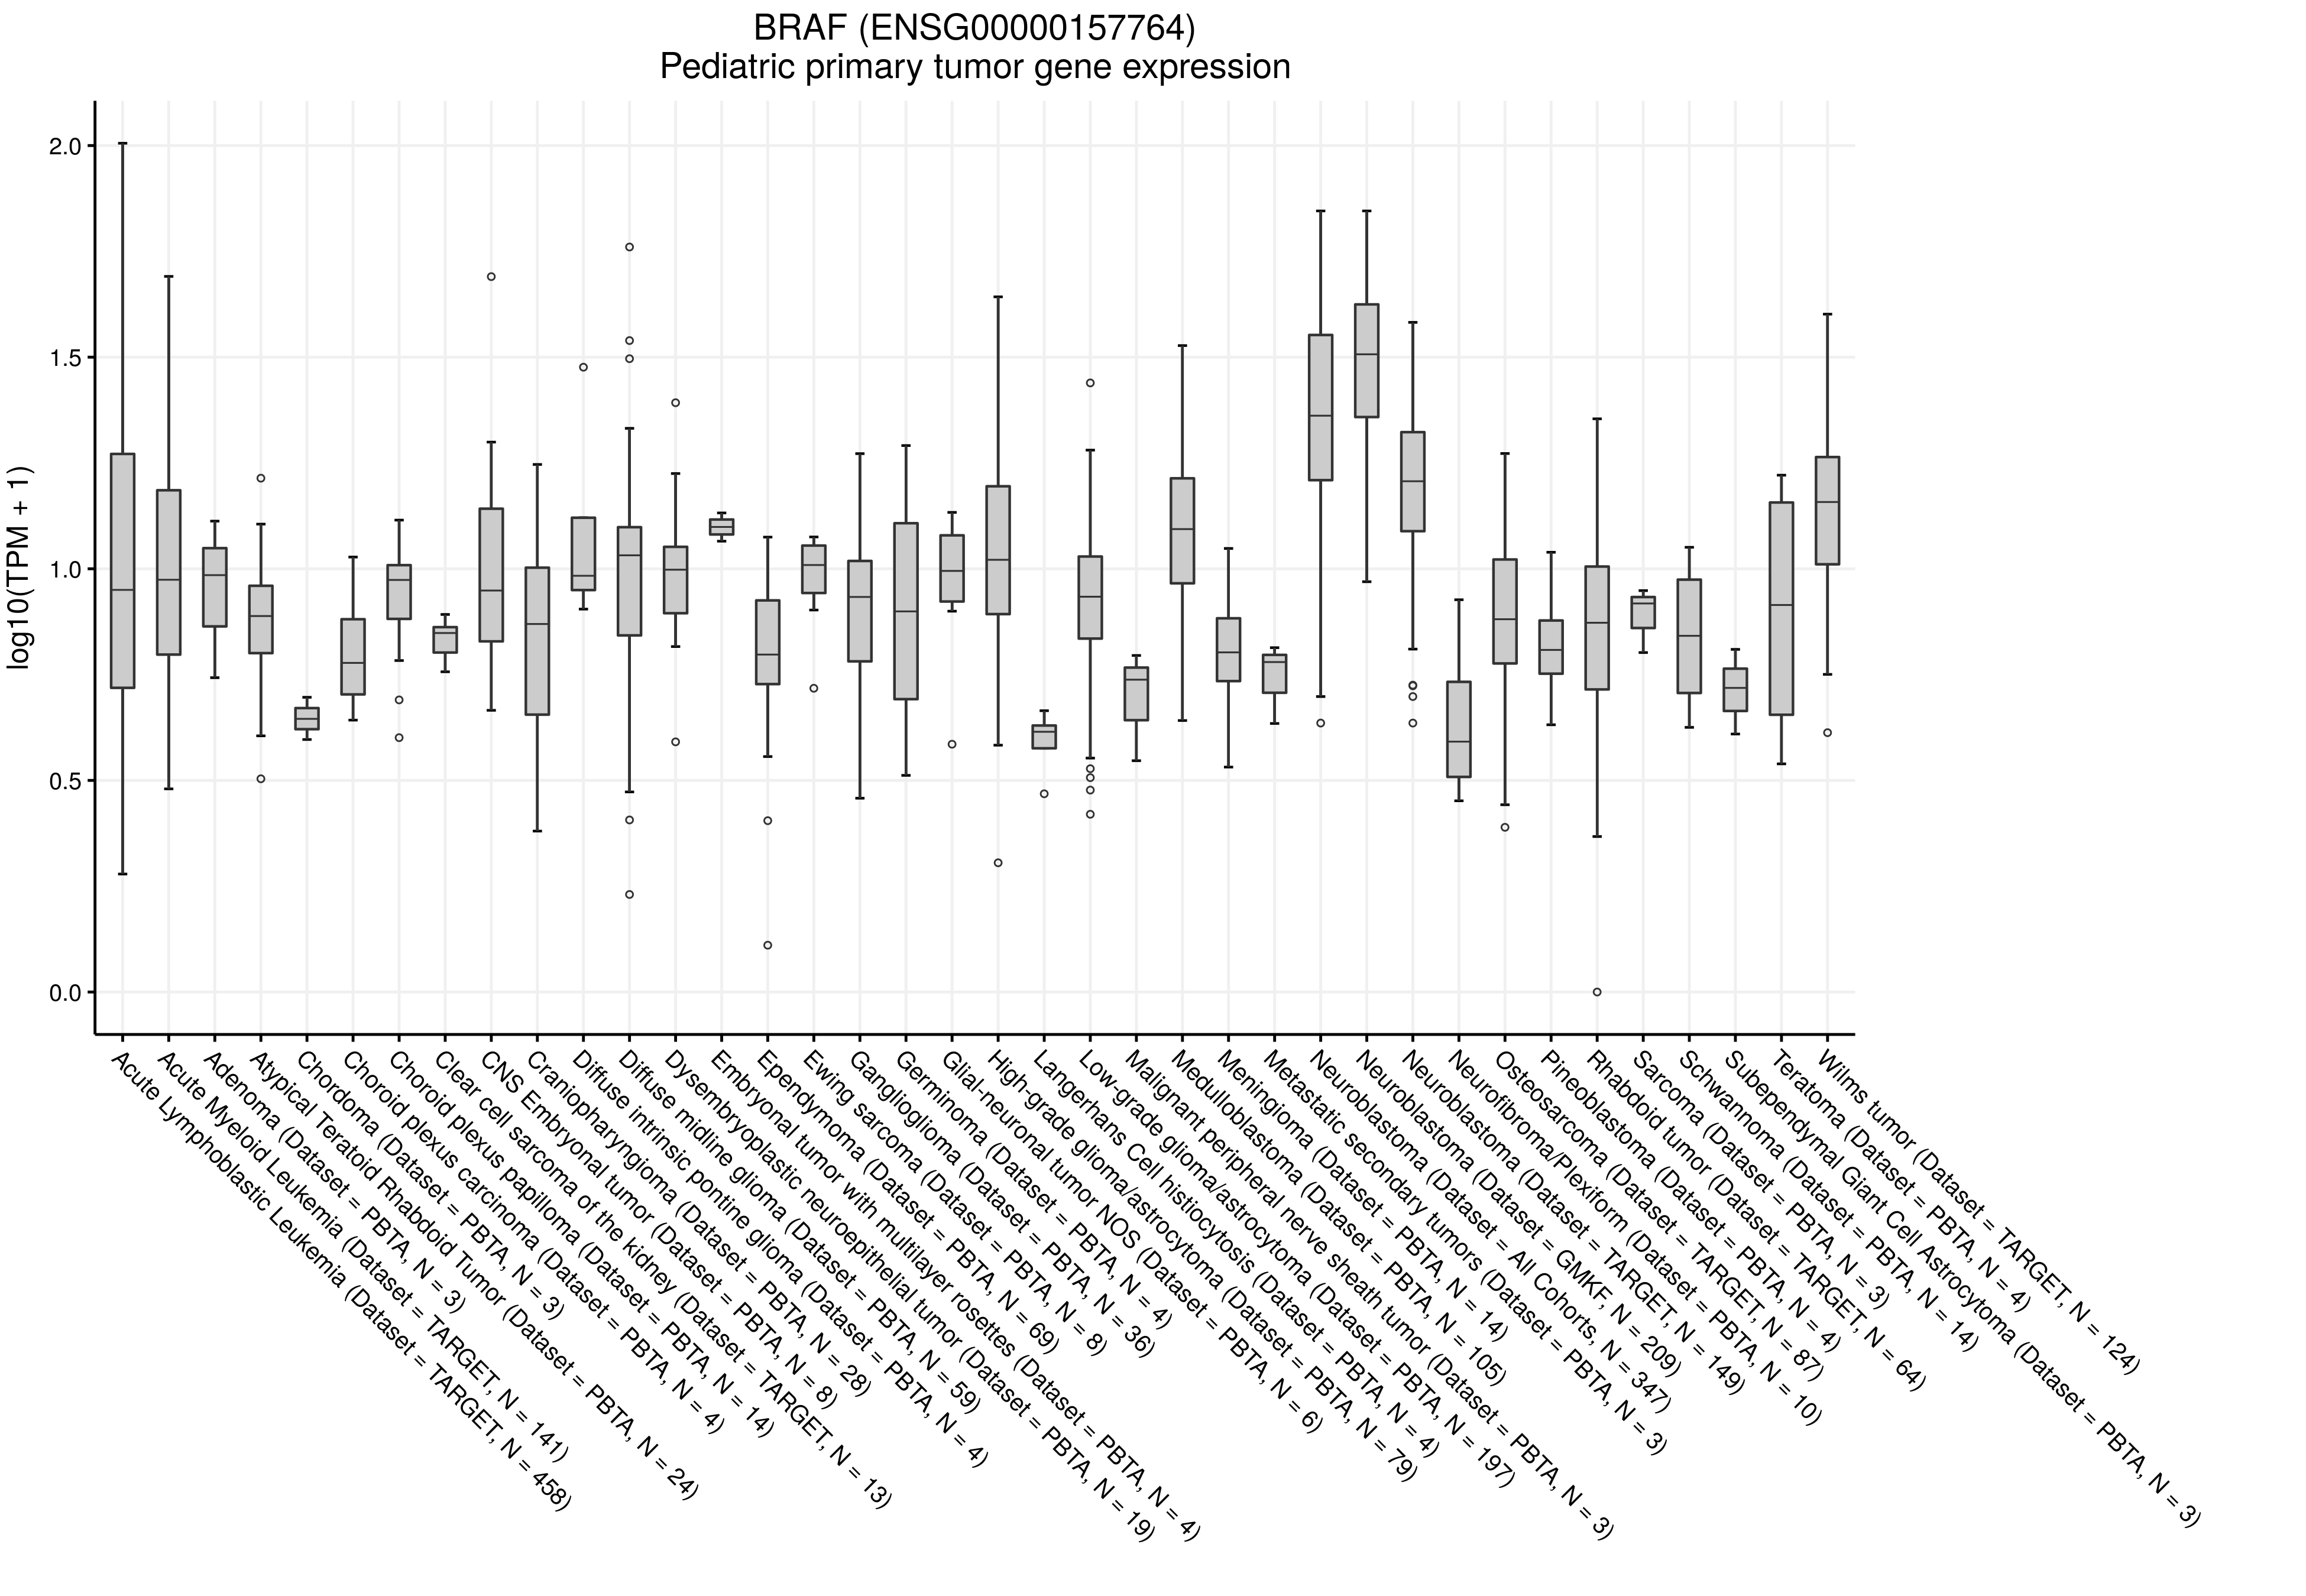 BRAF (ENSG00000157764)
Pediatric primary tumor gene expression
log10(TPM + 1)
2.0
1.5
1.0
0.5
0.0
Acute Lymphoblastic Leukemia (Dataset = TARGET, N = 458)
Acute Myeloid Leukemia (Dataset = TARGET, N = 141)
Adenoma (Dataset = PBTA, N = 3)
Atypical Teratoid Rhabdoid Tumor (Dataset = PBTA, N = 24)
Chordoma (Dataset = PBTA, N = 3)
Choroid plexus carcinoma (Dataset = PBTA, N = 4)
Choroid plexus papilloma (Dataset = PBTA, N = 14)
Clear cell sarcoma of the kidney (Dataset = TARGET, N = 13)
CNS Embryonal tumor (Dataset = PBTA, N = 8)
Craniopharyngioma (Dataset = PBTA, N = 28)
Diffuse intrinsic pontine glioma (Dataset = PBTA, N = 4)
Diffuse midline glioma (Dataset = PBTA, N = 59)
Dysembryoplastic neuroepithelial tumor (Dataset = PBTA, N = 19)
Embryonal tumor with multilayer rosettes (Dataset = PBTA, N = 4)
Ependymoma (Dataset = PBTA, N = 69)
Ewing sarcoma (Dataset = PBTA, N = 8)
Ganglioglioma (Dataset = PBTA, N = 36)
Germinoma (Dataset = PBTA, N = 4)
Glial-neuronal tumor NOS (Dataset = PBTA, N = 6)
High-grade glioma/astrocytoma (Dataset = PBTA, N = 79)
Langerhans Cell histiocytosis (Dataset = PBTA, N = 4)
Low-grade glioma/astrocytoma (Dataset = PBTA, N = 197)
Malignant peripheral nerve sheath tumor (Dataset = PBTA, N = 3)
Medulloblastoma (Dataset = PBTA, N = 105)
Meningioma (Dataset = PBTA, N = 14)
Metastatic secondary tumors (Dataset = PBTA, N = 3)
Neuroblastoma (Dataset = All Cohorts, N = 347)
Neuroblastoma (Dataset = GMKF, N = 209)
Neuroblastoma (Dataset = TARGET, N = 149)
Neurofibroma/Plexiform (Dataset = PBTA, N = 10)
Osteosarcoma (Dataset = TARGET, N = 87)
Pineoblastoma (Dataset = PBTA, N = 4)
Rhabdoid tumor (Dataset = TARGET, N = 64)
Sarcoma (Dataset = PBTA, N = 3)
Schwannoma (Dataset = PBTA, N = 14)
Subependymal Giant Cell Astrocytoma (Dataset = PBTA, N = 3)
Teratoma (Dataset = PBTA, N = 4)
Wilms tumor (Dataset = TARGET, N = 124)